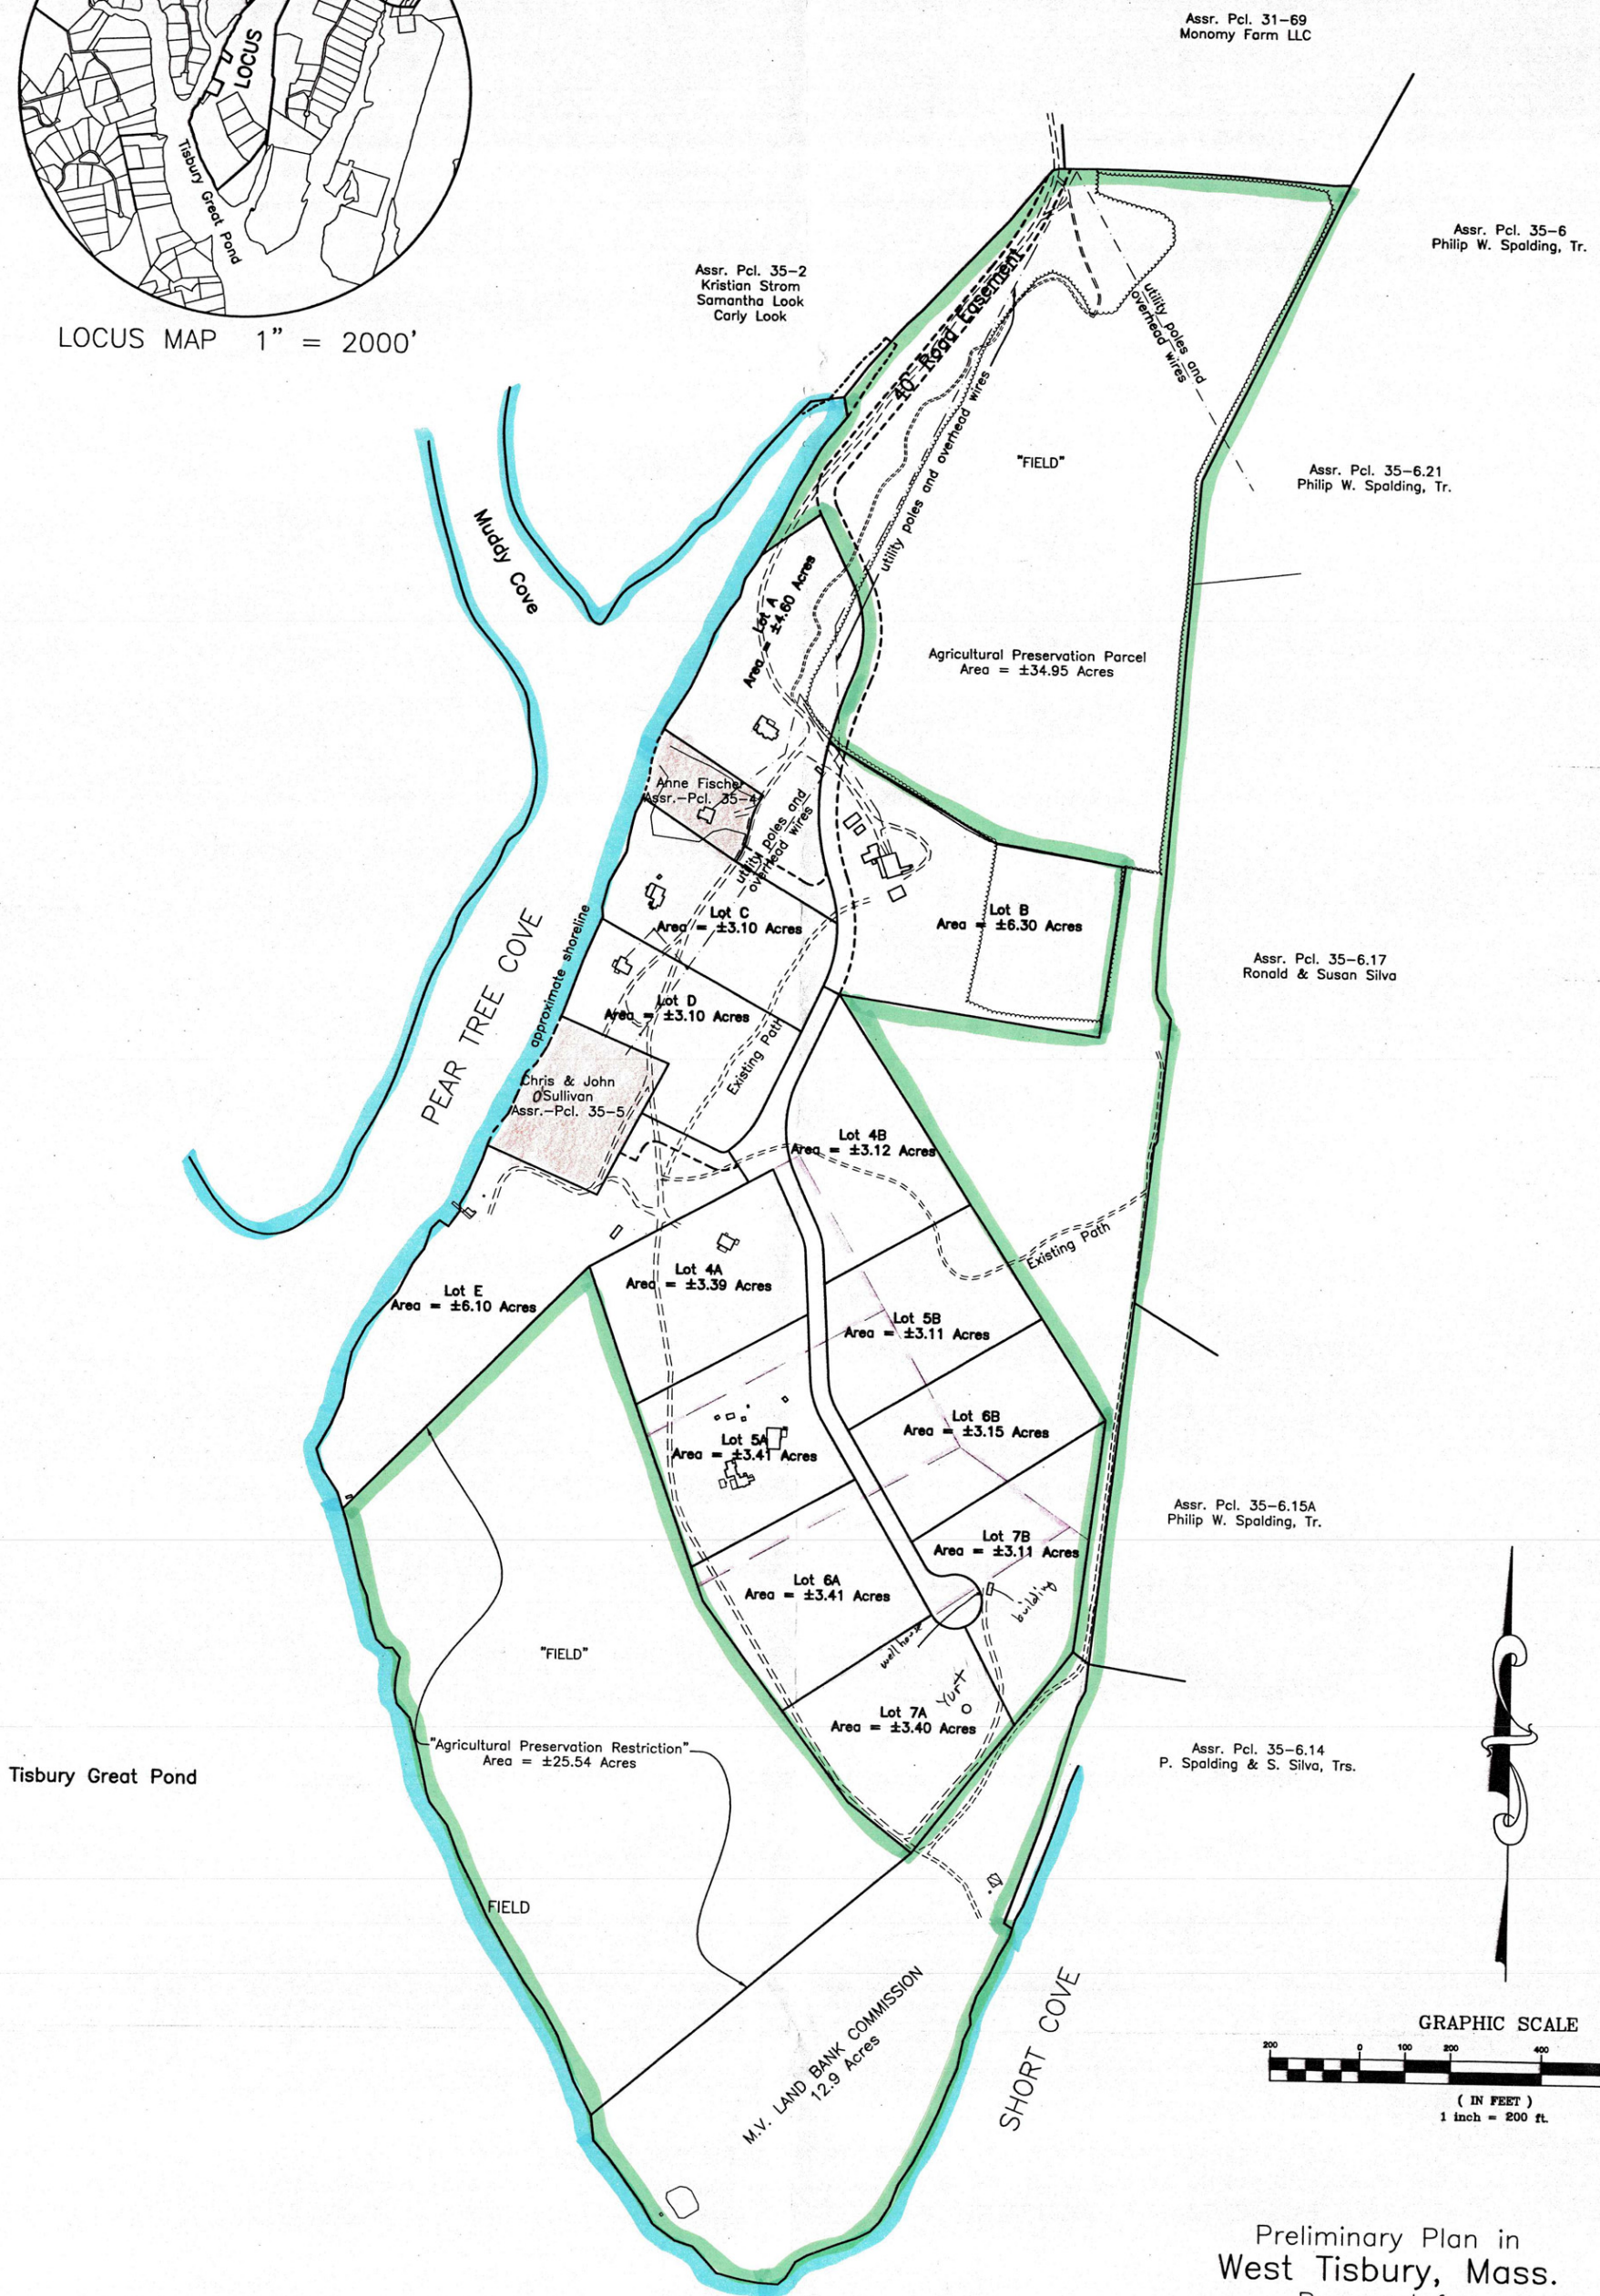 LOCUS
Tisbury Great Pond
LOCUS MAP 1" = 2000'
Assr. Pcl. 31-69
Monomy Farm LLC
Assr. Pcl. 35-6
Philip W. Spalding, Tr.
Assr. Pcl. 35-2
Kristian Strom
Samantha Look
Carly Look
40' Road Easement
utility poles and
overhead wires
utility poles and overhead wires
"FIELD"
Assr. Pcl. 35-6.21
Philip W. Spalding, Tr.
Muddy Cove
Lot A
Area = ±4.60 Acres
Agricultural Preservation Parcel
Area = ±34.95 Acres
Anne Fischer
Assr.-Pcl. 35-4
utility poles and
overhead wires
Lot C
Area = ±3.10 Acres
Lot B
Area = ±6.30 Acres
PEAR TREE COVE
approximate shoreline
Assr. Pcl. 35-6.17
Ronald & Susan Silva
Lot D
Area = ±3.10 Acres
Existing Path
Chris & John
O'Sullivan
Assr.-Pcl. 35-5
Lot 4B
Area = ±3.12 Acres
Existing Path
Lot 4A
Area = ±3.39 Acres
Lot E
Area = ±6.10 Acres
Lot 5B
Area = ±3.11 Acres
Lot 6B
Area = ±3.15 Acres
Lot 5A
Area = ±3.41 Acres
Assr. Pcl. 35-6.15A
Philip W. Spalding, Tr.
Lot 7B
Area = ±3.11 Acres
Lot 6A
Area = ±3.41 Acres
building
well house
"FIELD"
Yurt
Lot 7A
Area = ±3.40 Acres
"Agricultural Preservation Restriction"
Area = ±25.54 Acres
Assr. Pcl. 35-6.14
P. Spalding & S. Silva, Trs.
Tisbury Great Pond
FIELD
M.V. LAND BANK COMMISSION
12.9 Acres
SHORT COVE
GRAPHIC SCALE
200 0 100 200 400
( IN FEET )
1 inch = 200 ft.
Preliminary Plan in
West Tisbury, Mass.